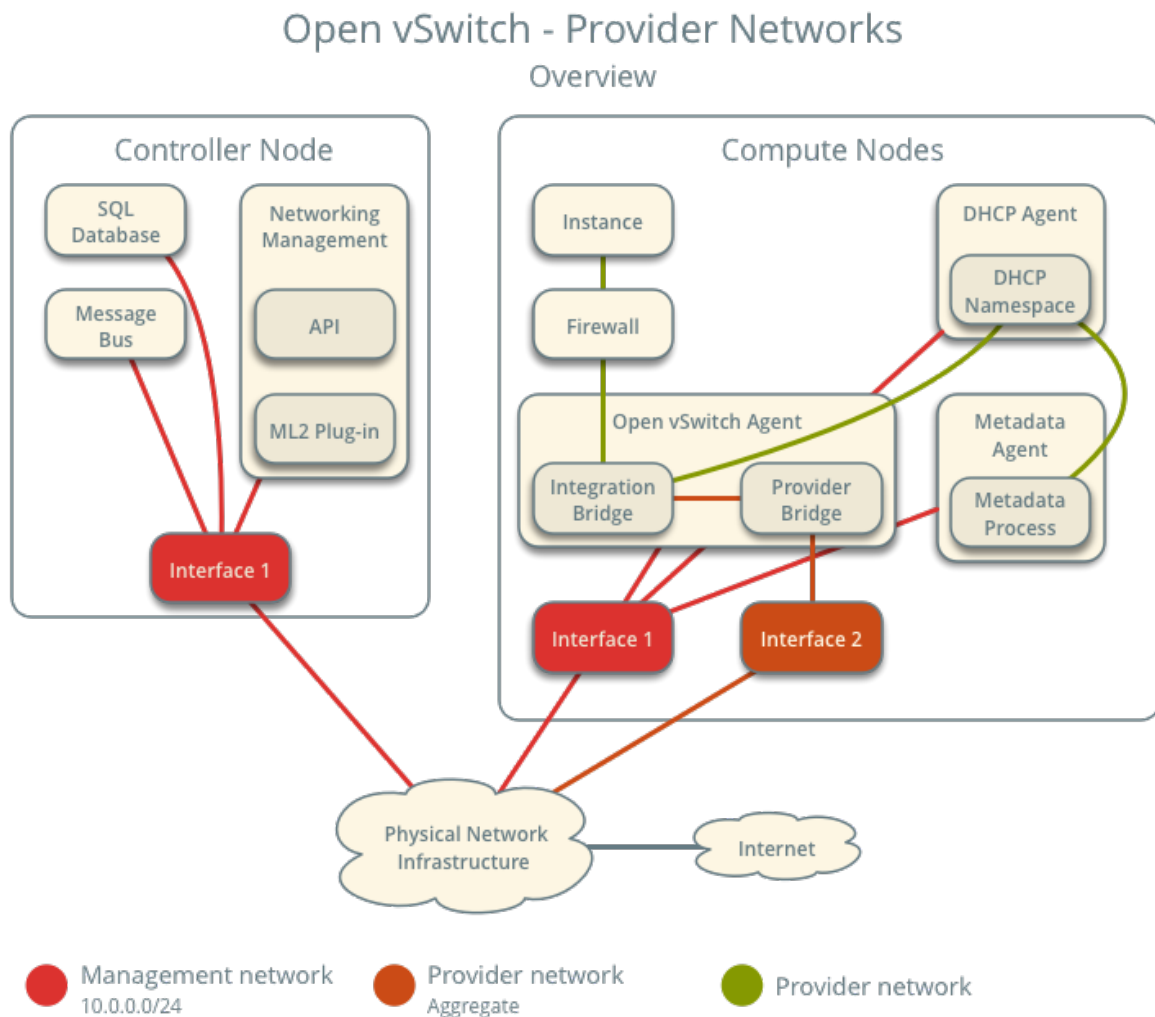 Open vSwitch - Provider Networks
Overview
Controller Node
SQL
Database
Networking
Management
Message
Bus
API
ML2 Plug-in
Interface 1
Compute Nodes
Instance
DHCP Agent
DHCP
Namespace
Firewall
Open vSwitch Agent
Metadata
Agent
Integration
Bridge
Provider
Bridge
Metadata
Process
Interface 1
Interface 2
Physical Network
Infrastructure
Internet
Management network
10.0.0.0/24
Provider network
Aggregate
Provider network